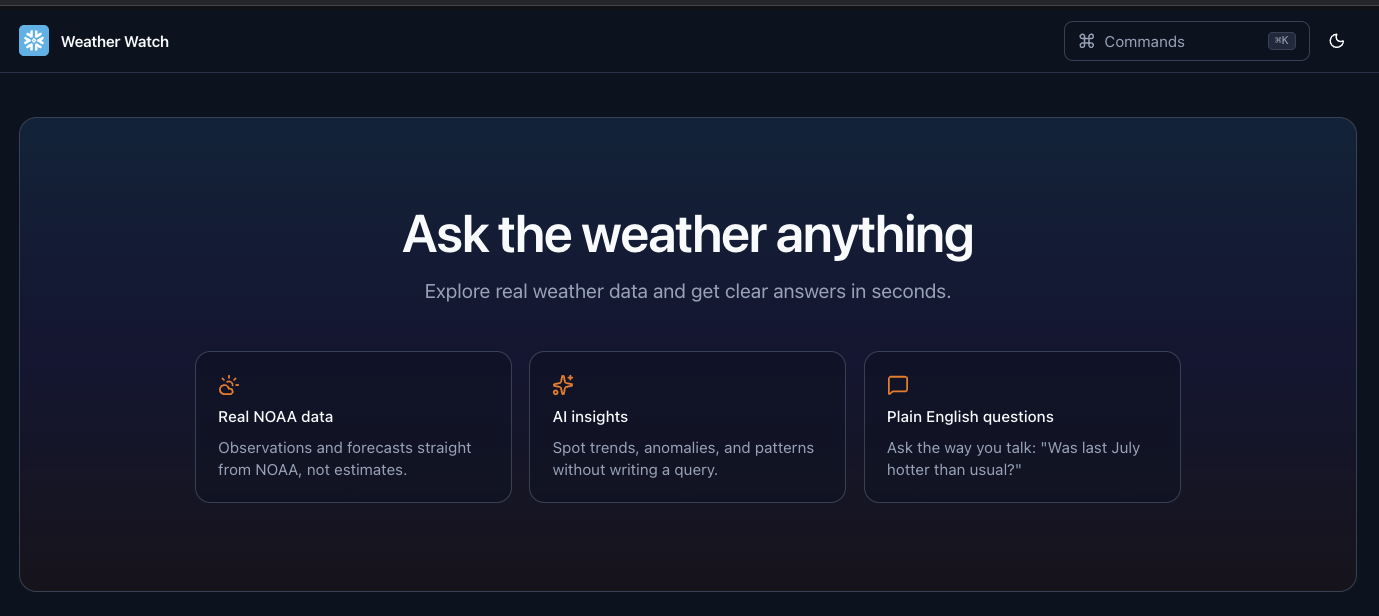 Weather Watch
Commands
⌘K
Ask the weather anything
Explore real weather data and get clear answers in seconds.
Real NOAA data
Observations and forecasts straight
from NOAA, not estimates.
AI insights
Spot trends, anomalies, and patterns
without writing a query.
Plain English questions
Ask the way you talk: "Was last July
hotter than usual?"